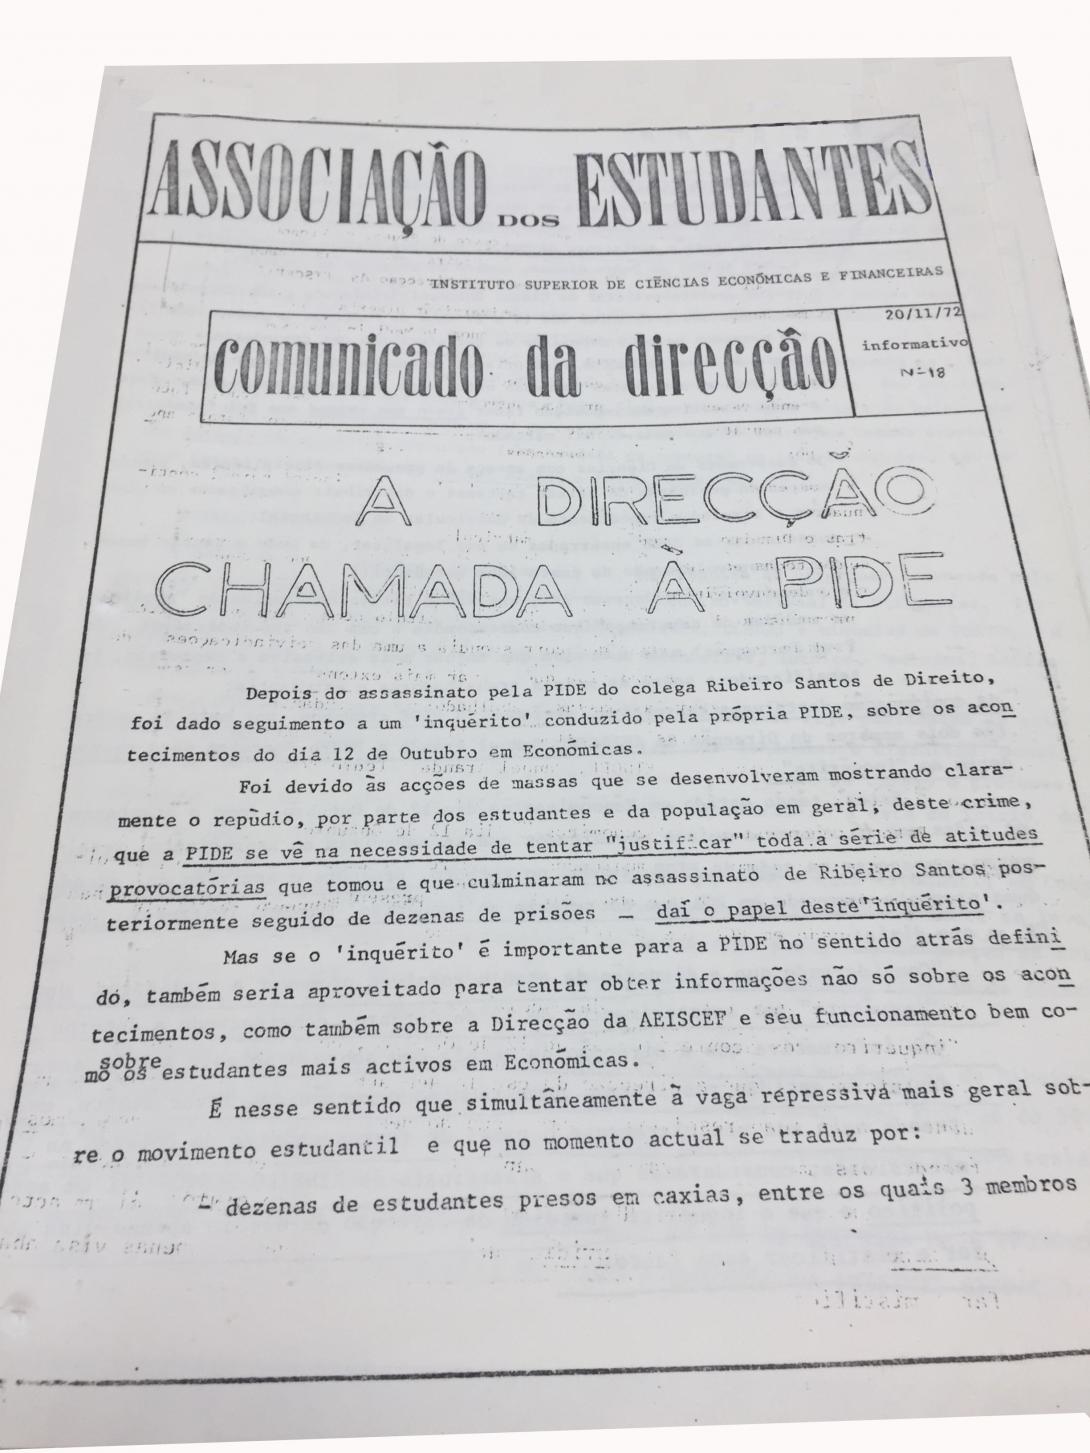 ASSOCIAÇÃO DOS ESTUDANTES
INSTITUTO SUPERIOR DE CIÊNCIAS ECONÓMICAS E FINANCEIRAS
comunicado da direcção
20/11/72
informativo
Nº18
A DIRECÇÃO
CHAMADA À PIDE
Depois do assassinato pela PIDE do colega Ribeiro Santos de Direito,
foi dado seguimento a um 'inquérito' conduzido pela própria PIDE, sobre os acon
tecimentos do dia 12 de Outubro em Económicas.
Foi devido às acções de massas que se desenvolveram mostrando clara-
mente o repúdio, por parte dos estudantes e da população em geral, deste crime,
que a PIDE se vê na necessidade de tentar "justificar" toda a série de atitudes
provocatórias que tomou e que culminaram no assassinato de Ribeiro Santos pos-
teriormente seguido de dezenas de prisões — daí o papel deste 'inquérito'.
Mas se o 'inquérito' é importante para a PIDE no sentido atrás defini
do, também seria aproveitado para tentar obter informações não só sobre os acon
tecimentos, como também sobre a Direcção da AEISCEF e seu funcionamento bem co-
mo sobre os estudantes mais activos em Económicas.
É nesse sentido que simultâneamente à vaga repressiva mais geral sob-
re o movimento estudantil e que no momento actual se traduz por:
- dezenas de estudantes presos em caxias, entre os quais 3 membros